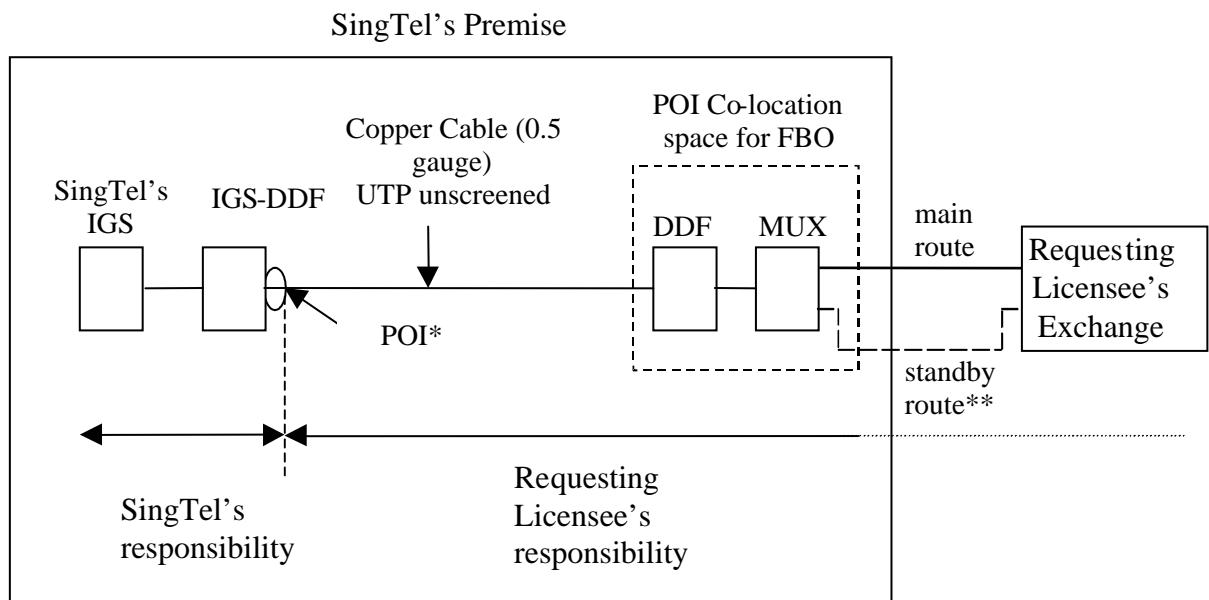 SingTel's Premise
POI Co-location
space for FBO
Copper Cable (0.5
gauge)
UTP unscreened
SingTel's
IGS
IGS-DDF
DDF
MUX
main
route
Requesting
Licensee's
Exchange
POI*
standby
route**
SingTel's
responsibility
Requesting
Licensee's
responsibility